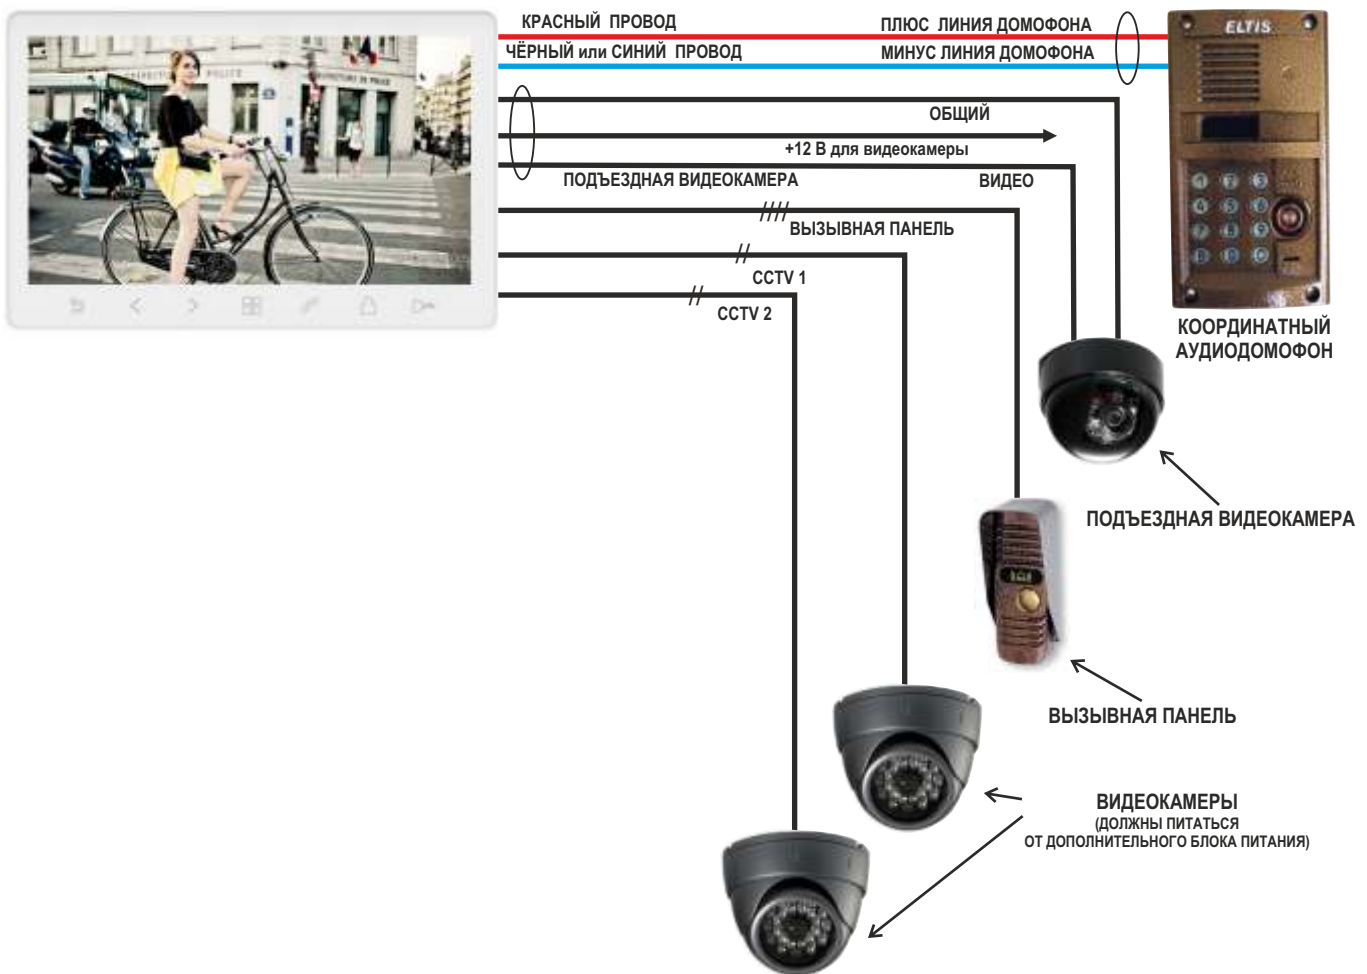 КРАСНЫЙ ПРОВОД
ПЛЮС ЛИНИЯ ДОМОФОНА
ELTIS
ЧЁРНЫЙ или СИНИЙ ПРОВОД
МИНУС ЛИНИЯ ДОМОФОНА
ОБЩИЙ
+12 В для видеокамеры
ПОДЪЕЗДНАЯ ВИДЕОКАМЕРА
ВИДЕО
ВЫЗЫВНАЯ ПАНЕЛЬ
CCTV 1
CCTV 2
КООРДИНАТНЫЙ
АУДИОДОМОФОН
ПОДЪЕЗДНАЯ ВИДЕОКАМЕРА
ВЫЗЫВНАЯ ПАНЕЛЬ
ВИДЕОКАМЕРЫ
(ДОЛЖНЫ ПИТАТЬСЯ
ОТ ДОПОЛНИТЕЛЬНОГО БЛОКА ПИТАНИЯ)